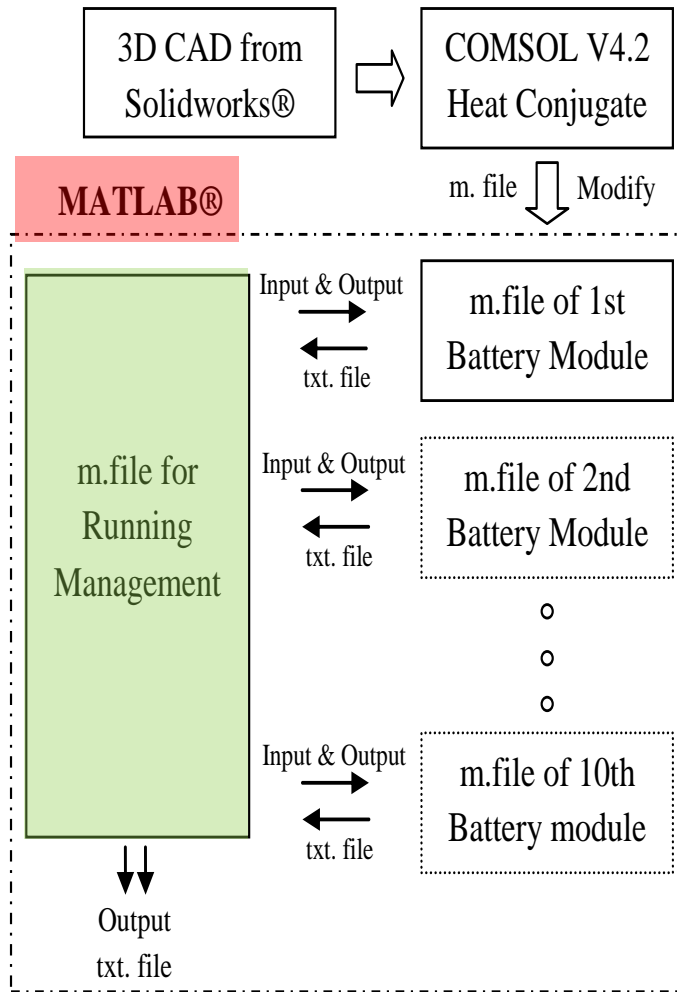 3D CAD from
Solidworks®
COMSOL V4.2
Heat Conjugate
m. file
Modify
MATLAB®
m.file for
Running
Management
Input & Output
txt. file
m.file of 1st
Battery Module
Input & Output
txt. file
m.file of 2nd
Battery Module
Input & Output
txt. file
m.file of 10th
Battery module
Output
txt. file